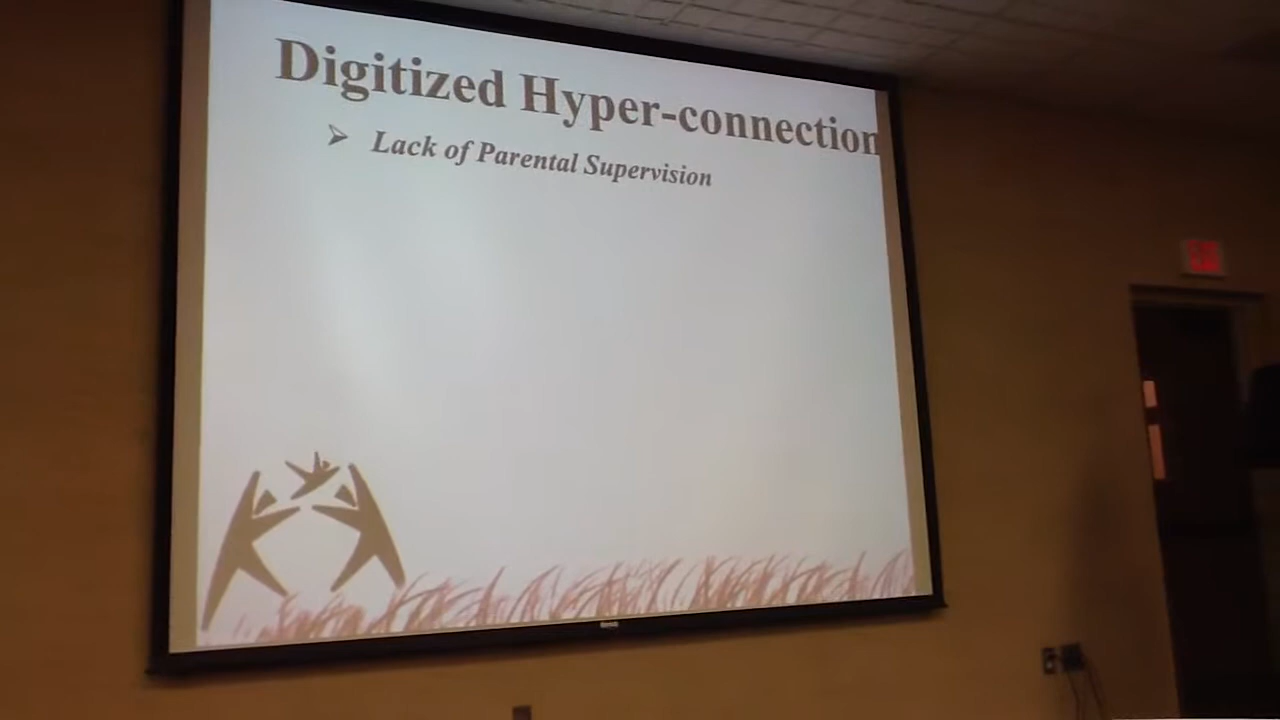 Digitized Hyper-connection
Lack of Parental Supervision